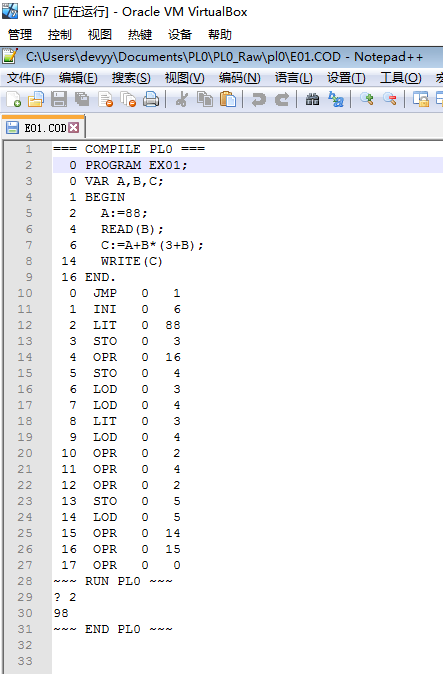 win7 [正在运行] - Oracle VM VirtualBox
管理 控制 视图 热键 设备 帮助
C:\Users\devyy\Documents\PL0\PL0_Raw\pl0\E01.COD - Notepad++
文件(F) 编辑(E) 搜索(S) 视图(V) 编码(N) 语言(L) 设置(T) 工具(O)
E01.COD
1 === COMPILE PL0 ===
2 0 PROGRAM EX01;
3 0 VAR A,B,C;
4 1 BEGIN
5 2 A:=88;
6 4 READ(B);
7 6 C:=A+B*(3+B);
8 14 WRITE(C)
9 16 END.
10 0 JMP 0 1
11 1 INI 0 6
12 2 LIT 0 88
13 3 STO 0 3
14 4 OPR 0 16
15 5 STO 0 4
16 6 LOD 0 3
17 7 LOD 0 4
18 8 LIT 0 3
19 9 LOD 0 4
20 10 OPR 0 2
21 11 OPR 0 4
22 12 OPR 0 2
23 13 STO 0 5
24 14 LOD 0 5
25 15 OPR 0 14
26 16 OPR 0 15
27 17 OPR 0 0
28 ~~~ RUN PL0 ~~~
29 ? 2
30 98
31 ~~~ END PL0 ~~~
32
33